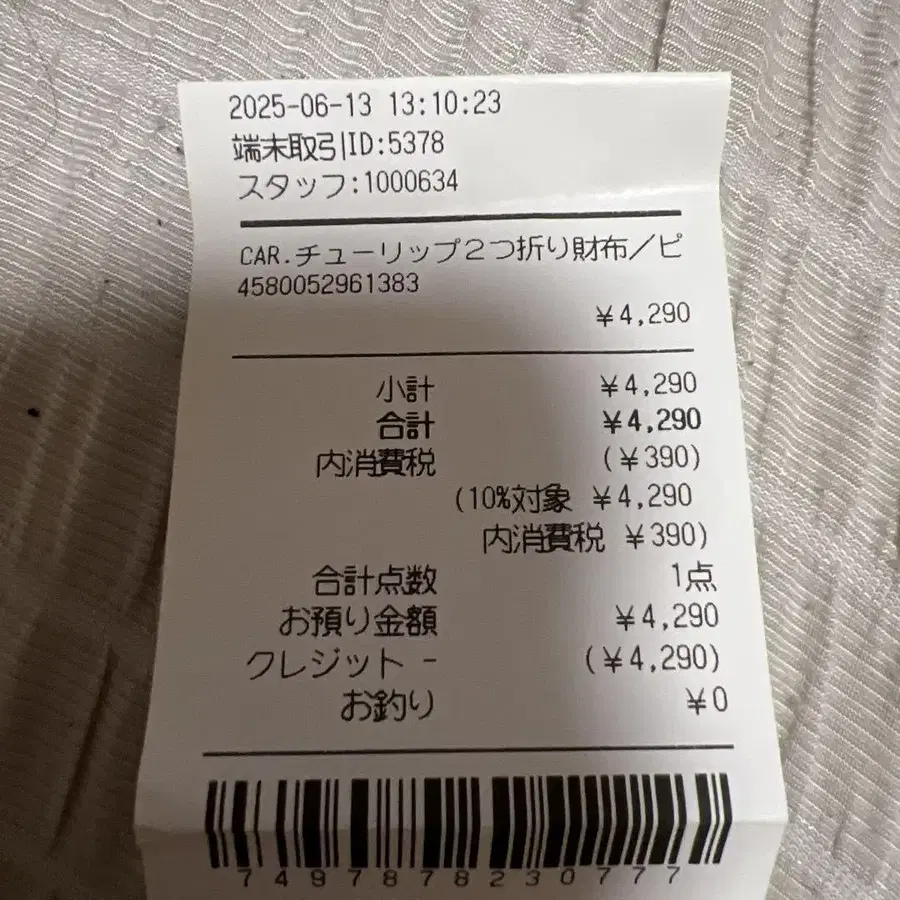 2025-06-13 13:10:23
端末取引ID:5378
スタッフ:1000634
CAR.チューリップ2つ折り財布/ピ
4580052961383
¥4,290
小計 ¥4,290
合計 ¥4,290
内消費税 (¥390)
(10%対象 ¥4,290
内消費税 ¥390)
合計点数 1点
お預り金額 ¥4,290
クレジット - (¥4,290)
お釣り ¥0
7497878230777